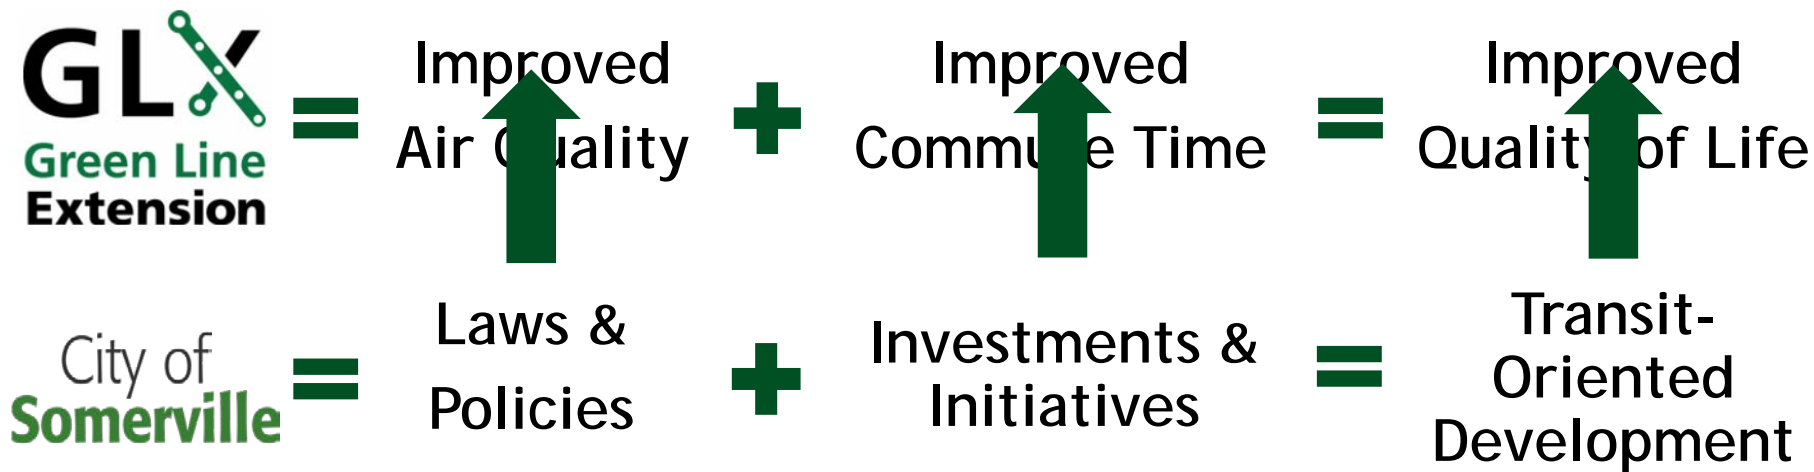 GLX
Green Line
Extension
=
Improved
Air Quality
+
Improved
Commute Time
=
Improved
Quality of Life
City of
Somerville
=
Laws &
Policies
+
Investments &
Initiatives
=
Transit-
Oriented
Development